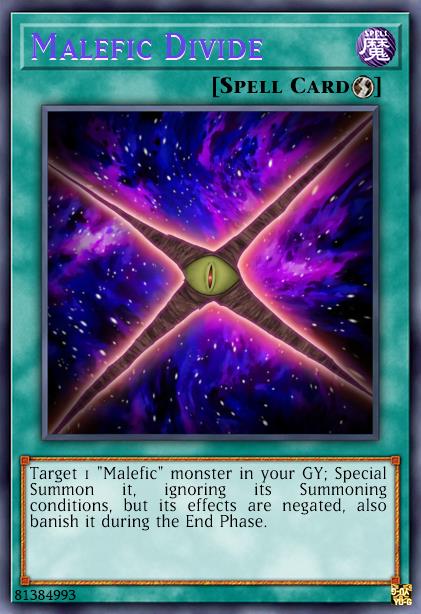 Malefic Divide
SPELL
魔
[Spell Card]
Target 1 "Malefic" monster in your GY; Special
Summon it, ignoring its Summoning
conditions, but its effects are negated, also
banish it during the End Phase.
81384993